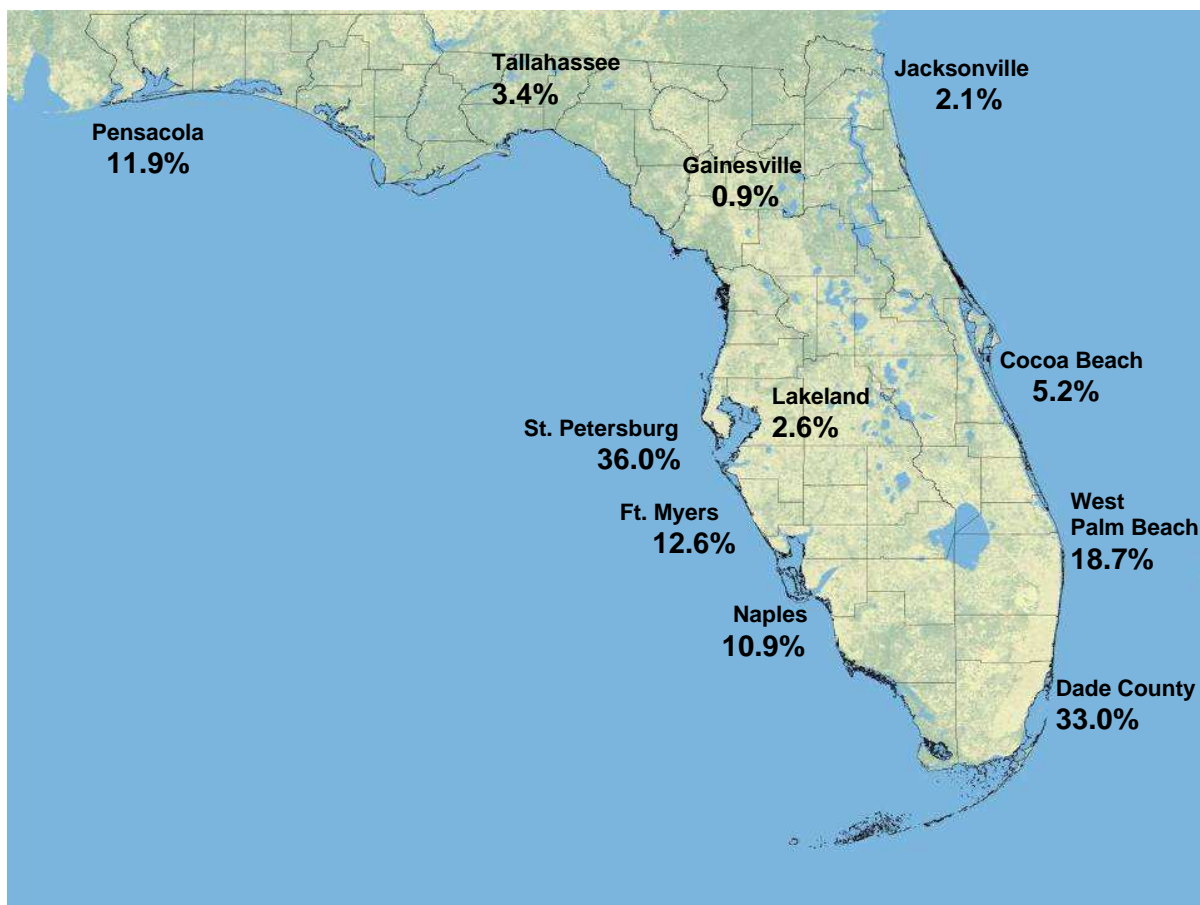 Tallahassee
3.4%
Jacksonville
2.1%
Pensacola
11.9%
Gainesville
0.9%
Cocoa Beach
5.2%
Lakeland
2.6%
St. Petersburg
36.0%
West
Palm Beach
18.7%
Ft. Myers
12.6%
Naples
10.9%
Dade County
33.0%